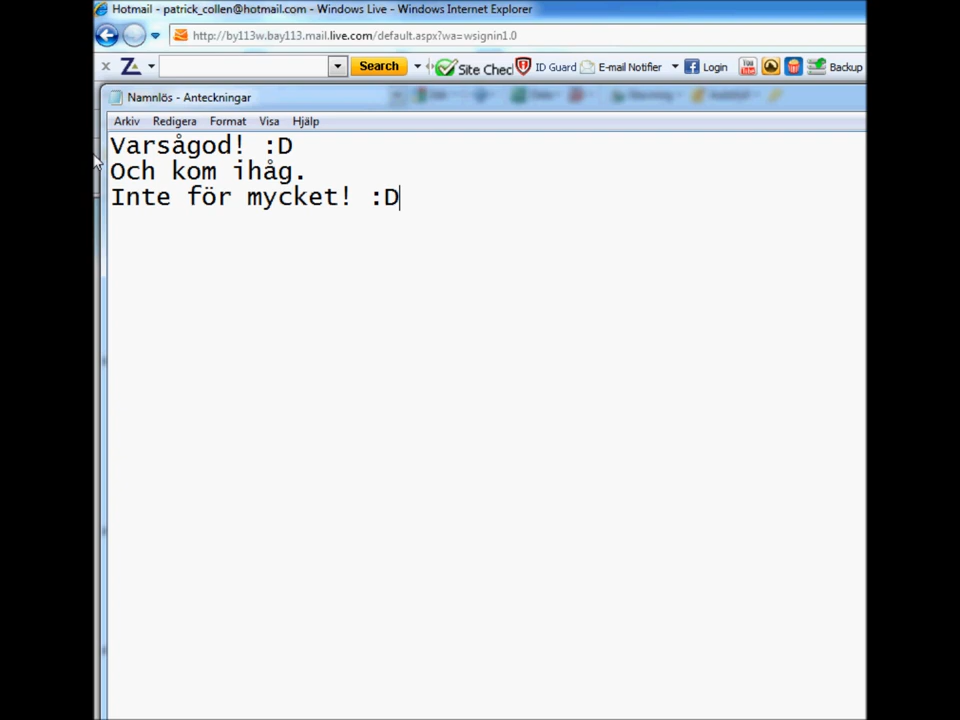 Hotmail - patrick_collen@hotmail.com - Windows Live - Windows Internet Explorer
http://by113w.bay113.mail.live.com/default.aspx?wa=wsignin1.0
x Z Search Site Chec ID Guard E-mail Notifier Login You Tube Backup
Namnlös - Anteckningar
Arkiv Redigera Format Visa Hjälp
Varsågod! :D
Och kom ihåg.
Inte för mycket! :D